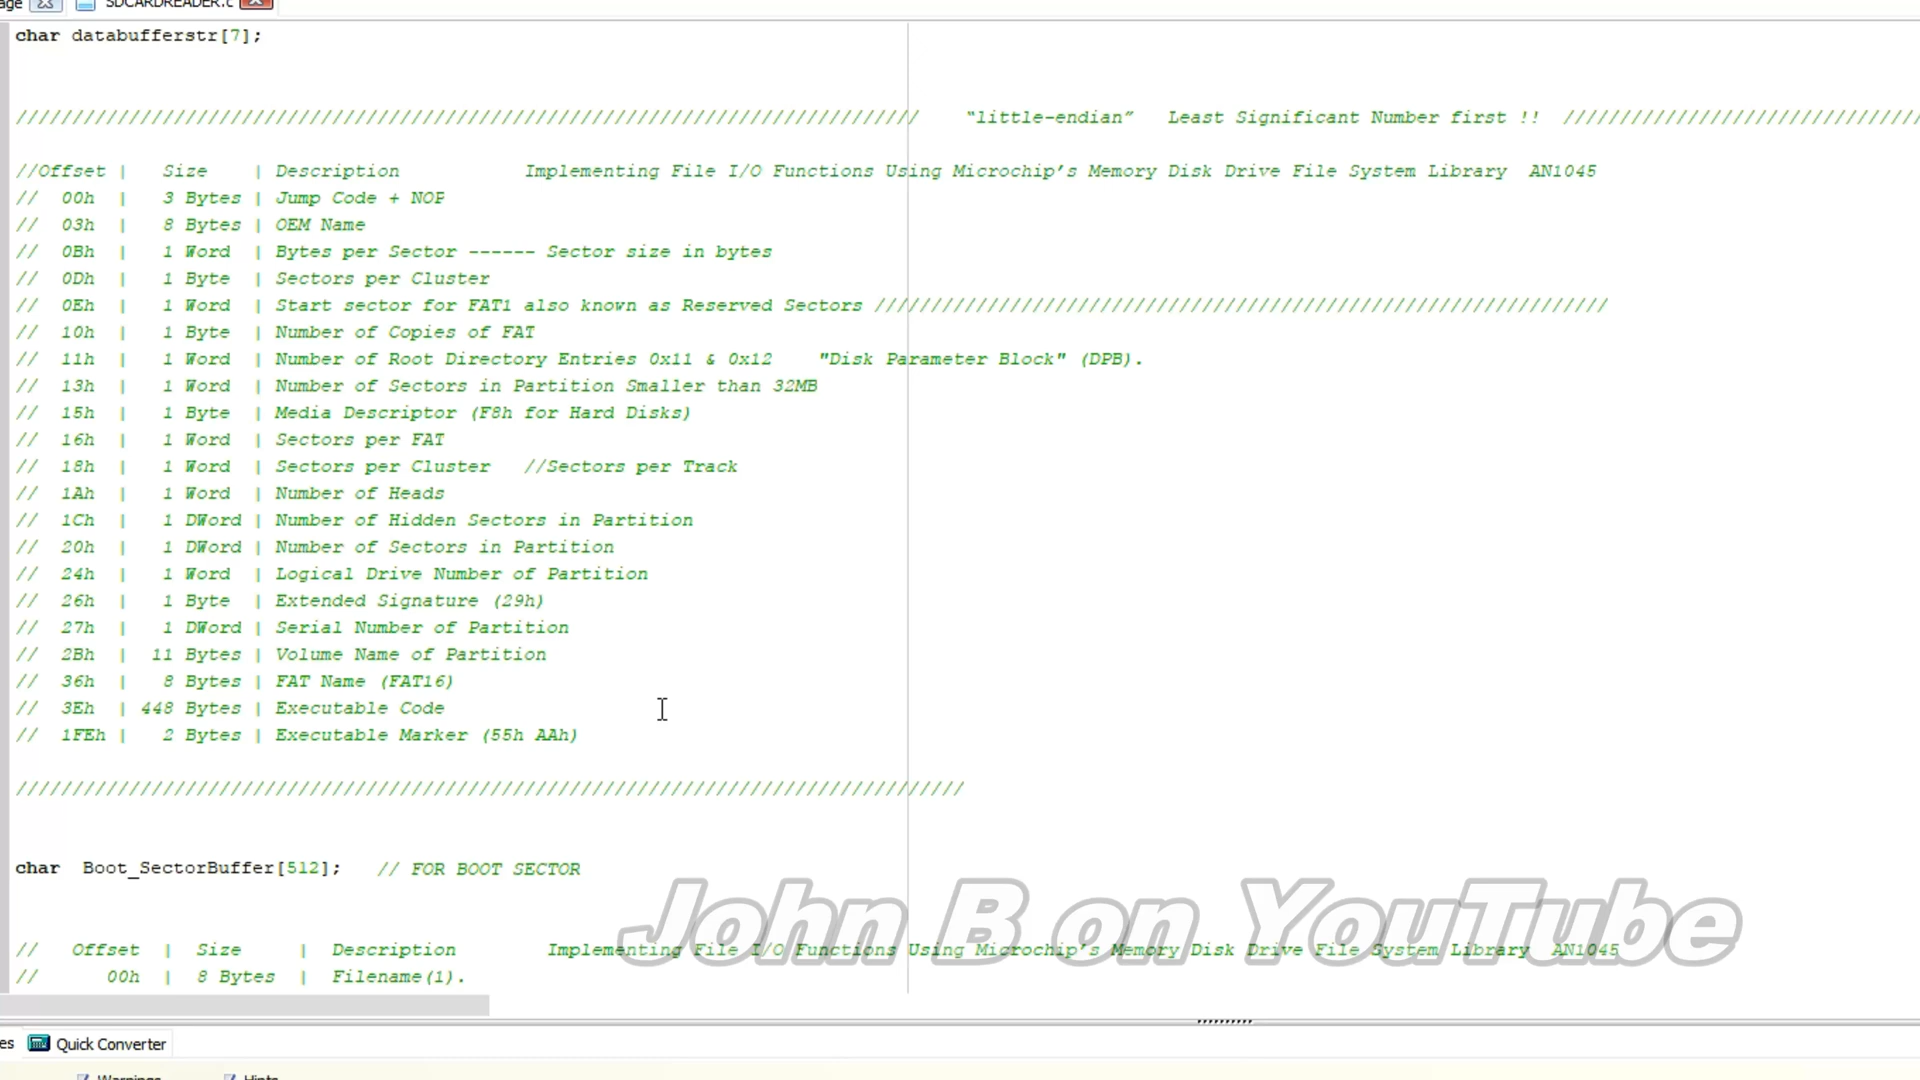 SDCARDREADER.c
char databufferstr[7];
//////////////////////////////////////////////////////////////////////////////// “little-endian” Least Significant Number first !! ////////////////////////////////
//Offset | Size | Description Implementing File I/O Functions Using Microchip’s Memory Disk Drive File System Library AN1045
// 00h | 3 Bytes | Jump Code + NOP
// 03h | 8 Bytes | OEM Name
// 0Bh | 1 Word | Bytes per Sector ------ Sector size in bytes
// 0Dh | 1 Byte | Sectors per Cluster
// 0Eh | 1 Word | Start sector for FAT1 also known as Reserved Sectors /////////////////////////////////////////////////////////////////
// 10h | 1 Byte | Number of Copies of FAT
// 11h | 1 Word | Number of Root Directory Entries 0x11 & 0x12 "Disk Parameter Block" (DPB).
// 13h | 1 Word | Number of Sectors in Partition Smaller than 32MB
// 15h | 1 Byte | Media Descriptor (F8h for Hard Disks)
// 16h | 1 Word | Sectors per FAT
// 18h | 1 Word | Sectors per Cluster //Sectors per Track
// 1Ah | 1 Word | Number of Heads
// 1Ch | 1 DWord | Number of Hidden Sectors in Partition
// 20h | 1 DWord | Number of Sectors in Partition
// 24h | 1 Word | Logical Drive Number of Partition
// 26h | 1 Byte | Extended Signature (29h)
// 27h | 1 DWord | Serial Number of Partition
// 2Bh | 11 Bytes | Volume Name of Partition
// 36h | 8 Bytes | FAT Name (FAT16)
// 3Eh | 448 Bytes | Executable Code
// 1FEh | 2 Bytes | Executable Marker (55h AAh)
////////////////////////////////////////////////////////////////////////////////////
char Boot_SectorBuffer[512]; // FOR BOOT SECTOR
John B on YouTube
// Offset | Size | Description Implementing File I/O Functions Using Microchip’s Memory Disk Drive File System Library AN1045
// 00h | 8 Bytes | Filename(1).
Quick Converter
Warnings Hints